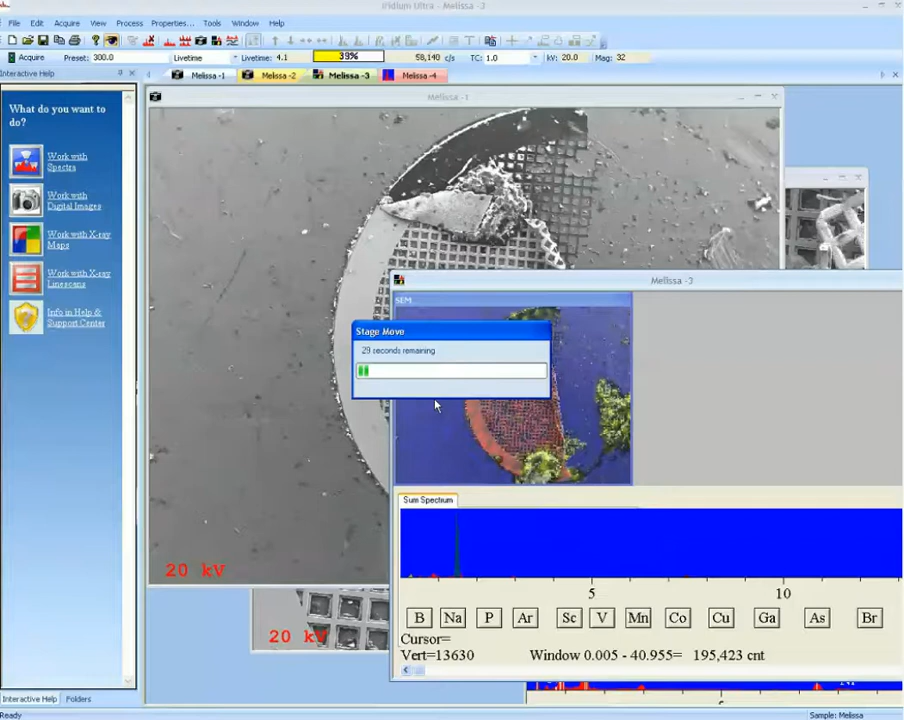 Iridium Ultra - Melissa -3
File Edit Acquire View Process Properties... Tools Window Help
Acquire Preset: 300.0 Livetime Livetime: 4.1 39% 58,140 c/s TC: 1.0 kV: 20.0 Mag: 32
Interactive Help
Melissa -1 Melissa -2 Melissa -3 Melissa -4
What do you want to
do?
Work with
Spectra
Work with
Digital Images
Work with X-ray
Maps
Work with X-ray
Linescans
Info in Help &
Support Center
Melissa -1
20 kV
20 kV
Melissa -3
SEM
Stage Move
29 seconds remaining
Sum Spectrum
5 10
B Na P Ar Sc V Mn Co Cu Ga As Br
Cursor=
Vert=13630 Window 0.005 - 40.955= 195,423 cnt
Interactive Help Folders
Ready Sample: Melissa